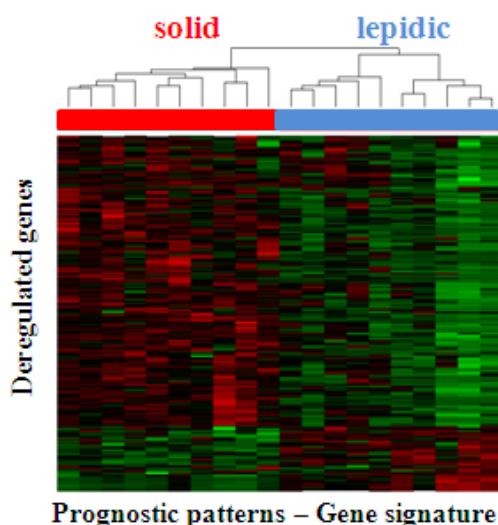 solid
lepidic
Deregulated genes
Prognostic patterns – Gene signature